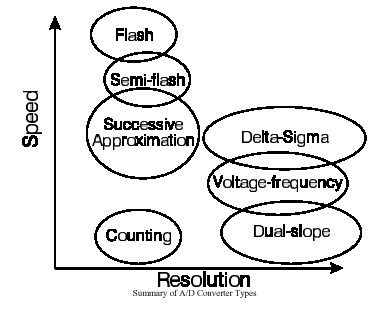 Flash
Semi-flash
Successive
Approximation
Delta-Sigma
Voltage-frequency
Counting
Dual-slope
Speed
Resolution
Summary of A/D Converter Types